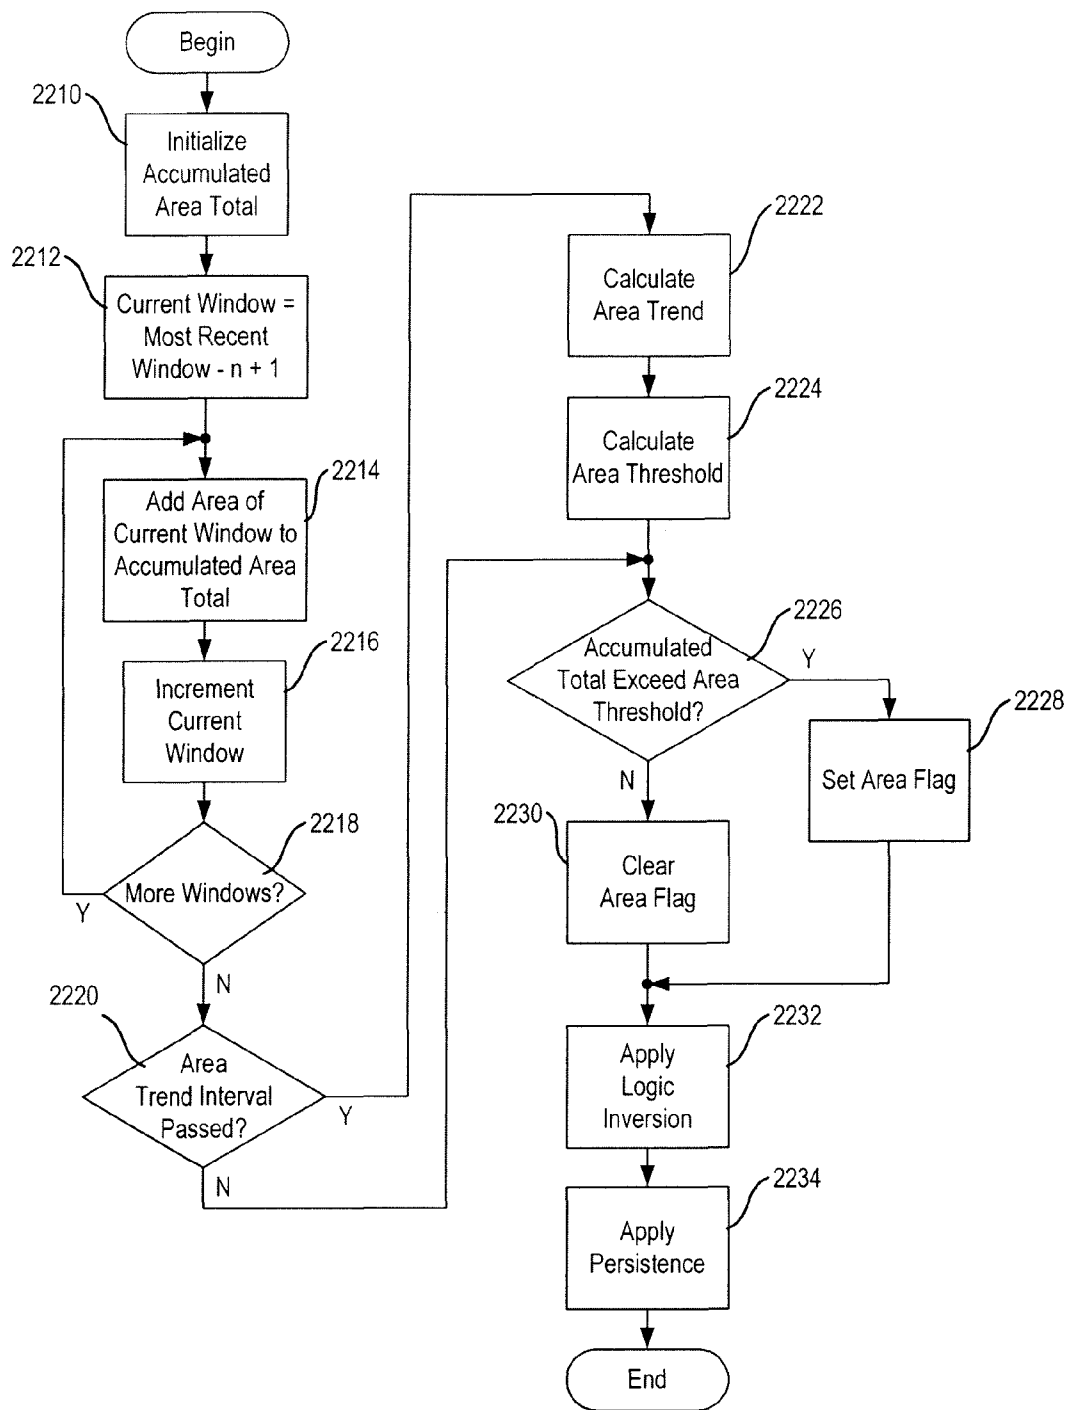 Begin
2210
Initialize
Accumulated
Area Total
2212
Current Window =
Most Recent
Window - n + 1
2214
Add Area of
Current Window to
Accumulated Area
Total
2216
Increment
Current
Window
2218
More Windows?
Y
N
2220
Area
Trend Interval
Passed?
Y
N
2222
Calculate
Area Trend
2224
Calculate
Area Threshold
2226
Accumulated
Total Exceed Area
Threshold?
Y
N
2228
Set Area Flag
2230
Clear
Area Flag
2232
Apply
Logic
Inversion
2234
Apply
Persistence
End